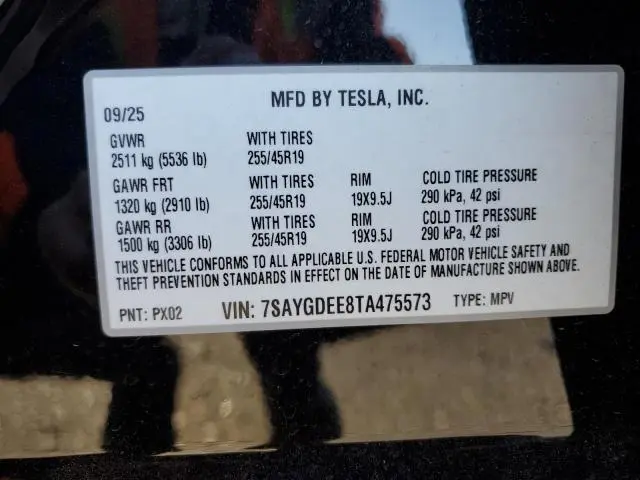 09/25 MFD BY TESLA, INC.
GVWR WITH TIRES
2511 kg (5536 lb) 255/45R19
GAWR FRT WITH TIRES RIM COLD TIRE PRESSURE
1320 kg (2910 lb) 255/45R19 19X9.5J 290 kPa, 42 psi
GAWR RR WITH TIRES RIM COLD TIRE PRESSURE
1500 kg (3306 lb) 255/45R19 19X9.5J 290 kPa, 42 psi
THIS VEHICLE CONFORMS TO ALL APPLICABLE U.S. FEDERAL MOTOR VEHICLE SAFETY AND
THEFT PREVENTION STANDARDS IN EFFECT ON THE DATE OF MANUFACTURE SHOWN ABOVE.
PNT: PX02 VIN: 7SAYGDEE8TA475573 TYPE: MPV